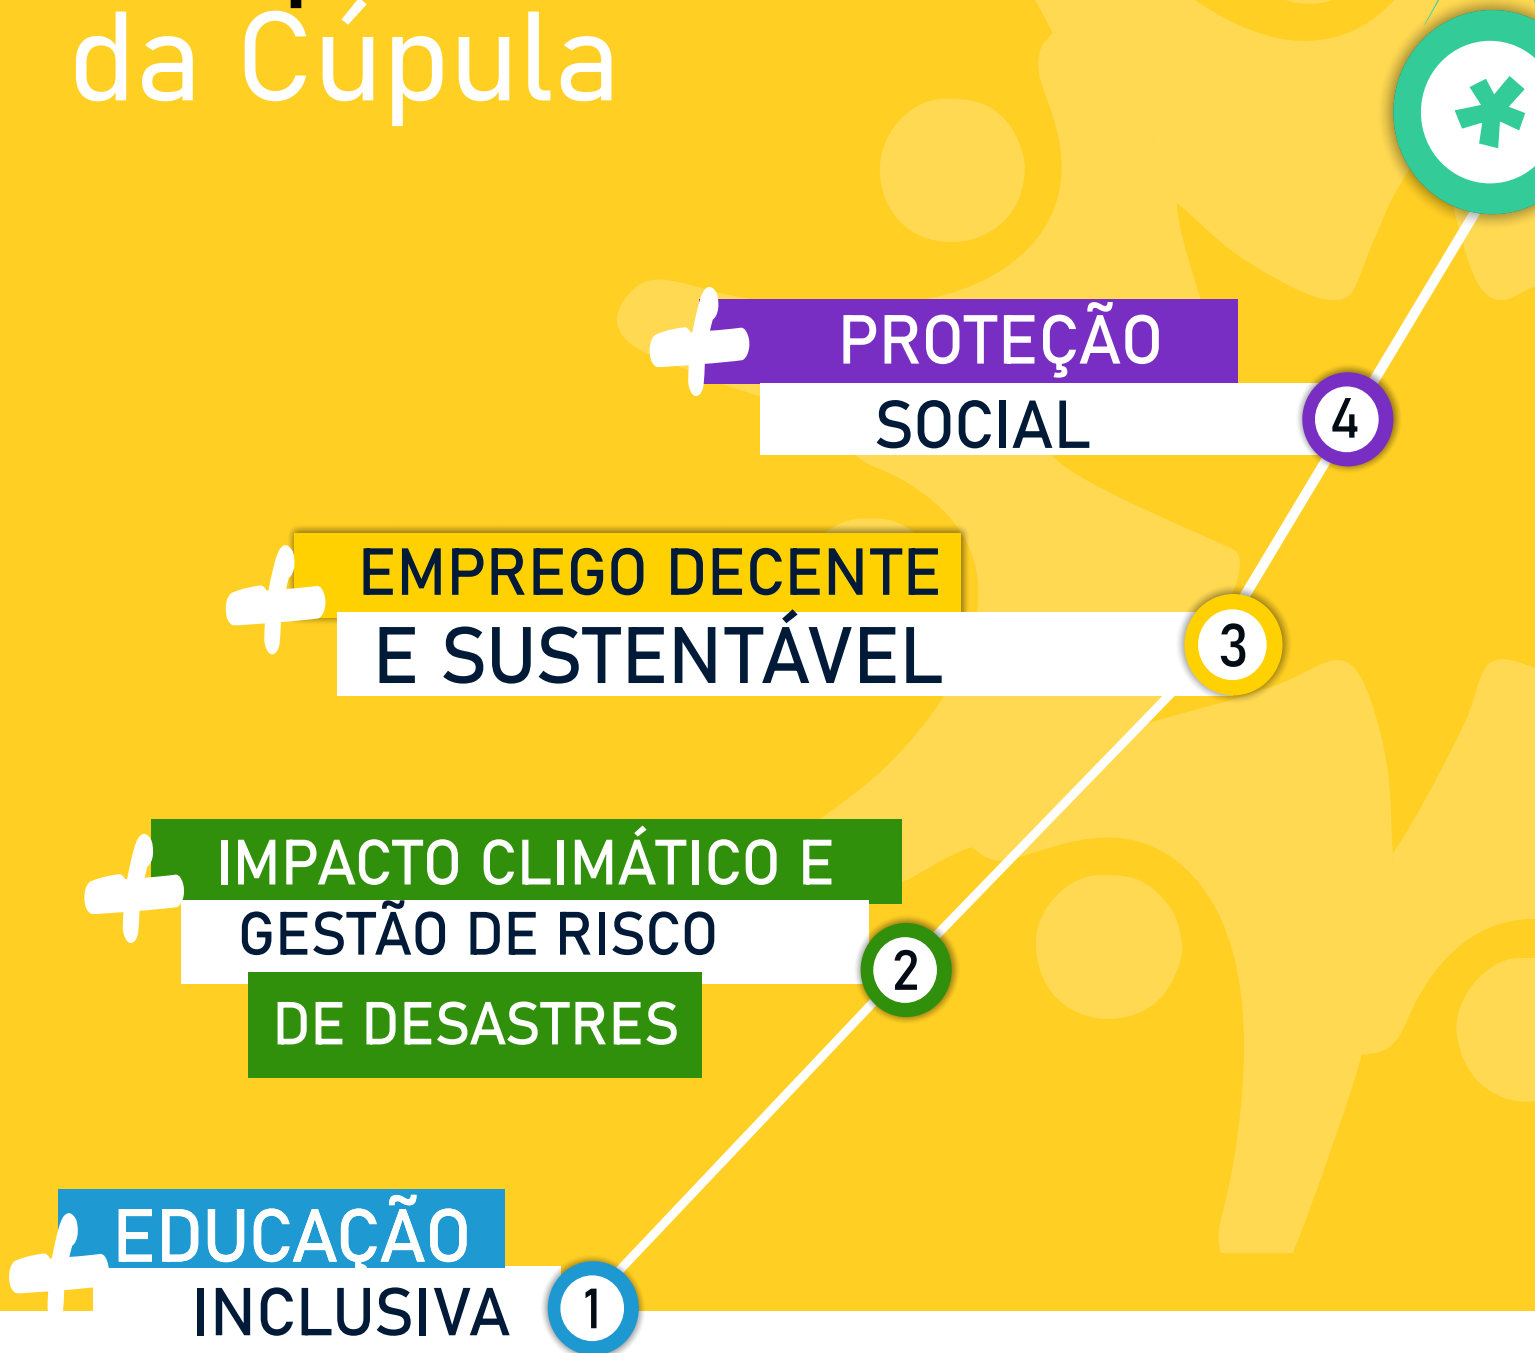 da Cúpula
PROTEÇÃO
SOCIAL
4
EMPREGO DECENTE
E SUSTENTÁVEL
3
IMPACTO CLIMÁTICO E
GESTÃO DE RISCO
2
DE DESASTRES
EDUCAÇÃO
INCLUSIVA
1